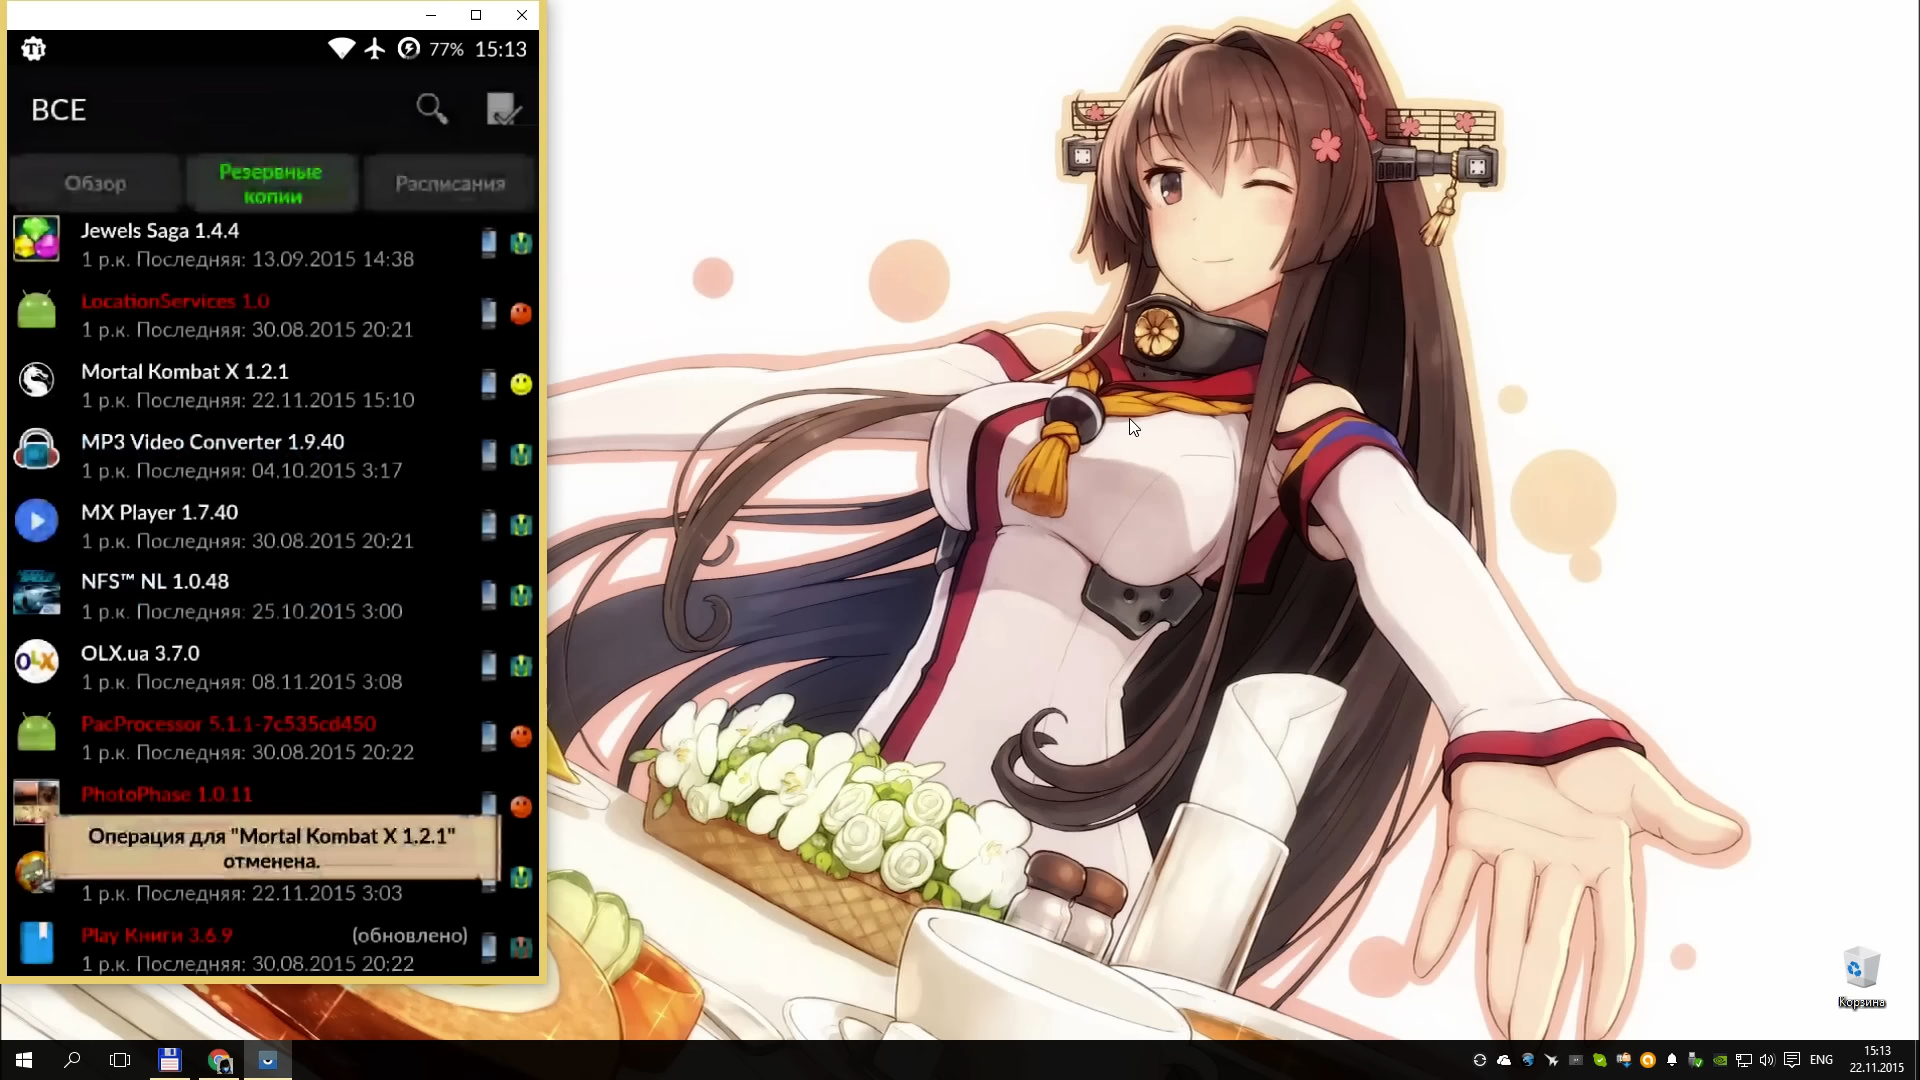 Ti 77% 15:13
ВСЕ
Обзор
Резервные
копии
Расписания
Jewels Saga 1.4.4
1 р.к. Последняя: 13.09.2015 14:38
LocationServices 1.0
1 р.к. Последняя: 30.08.2015 20:21
Mortal Kombat X 1.2.1
1 р.к. Последняя: 22.11.2015 15:10
MP3 Video Converter 1.9.40
1 р.к. Последняя: 04.10.2015 3:17
MX Player 1.7.40
1 р.к. Последняя: 30.08.2015 20:21
NFS™ NL 1.0.48
1 р.к. Последняя: 25.10.2015 3:00
OLX
OLX.ua 3.7.0
1 р.к. Последняя: 08.11.2015 3:08
PacProcessor 5.1.1-7c535cd450
1 р.к. Последняя: 30.08.2015 20:22
PhotoPhase 1.0.11
Операция для "Mortal Kombat X 1.2.1"
отменена.
1 р.к. Последняя: 22.11.2015 3:03
Play Книги 3.6.9 (обновлено)
1 р.к. Последняя: 30.08.2015 20:22
Корзина
ENG
15:13
22.11.2015